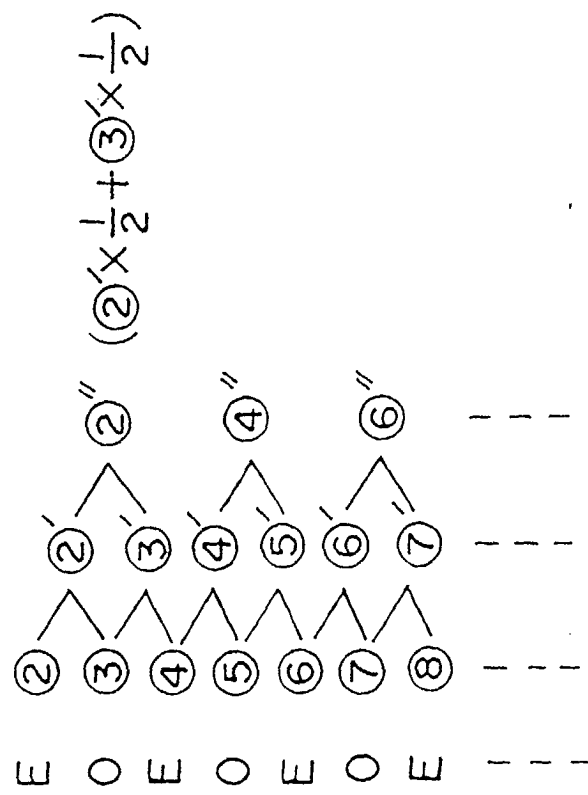 ---- E O E O E O E
---- ⑧ ⑦ ⑥ ⑤ ④ ③ ②
---- ⑦'' ⑥' ⑤' ④' ③' ②'
---- ⑥'' ④'' ②''
(②'×1/2+③'×1/2)